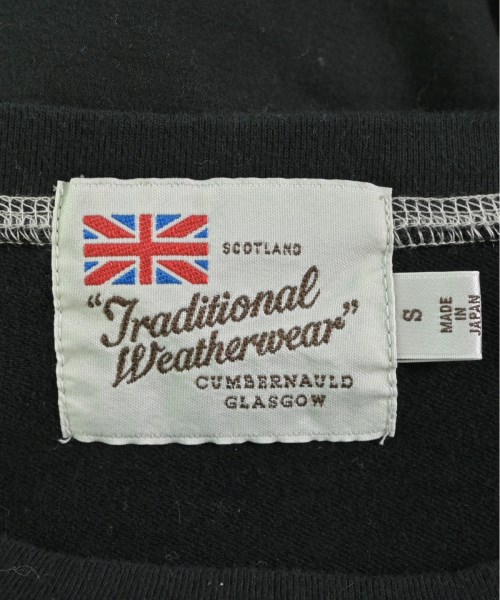 SCOTLAND
"Traditional
Weatherwear"
CUMBERNAULD
GLASGOW
S
MADE
IN
JAPAN